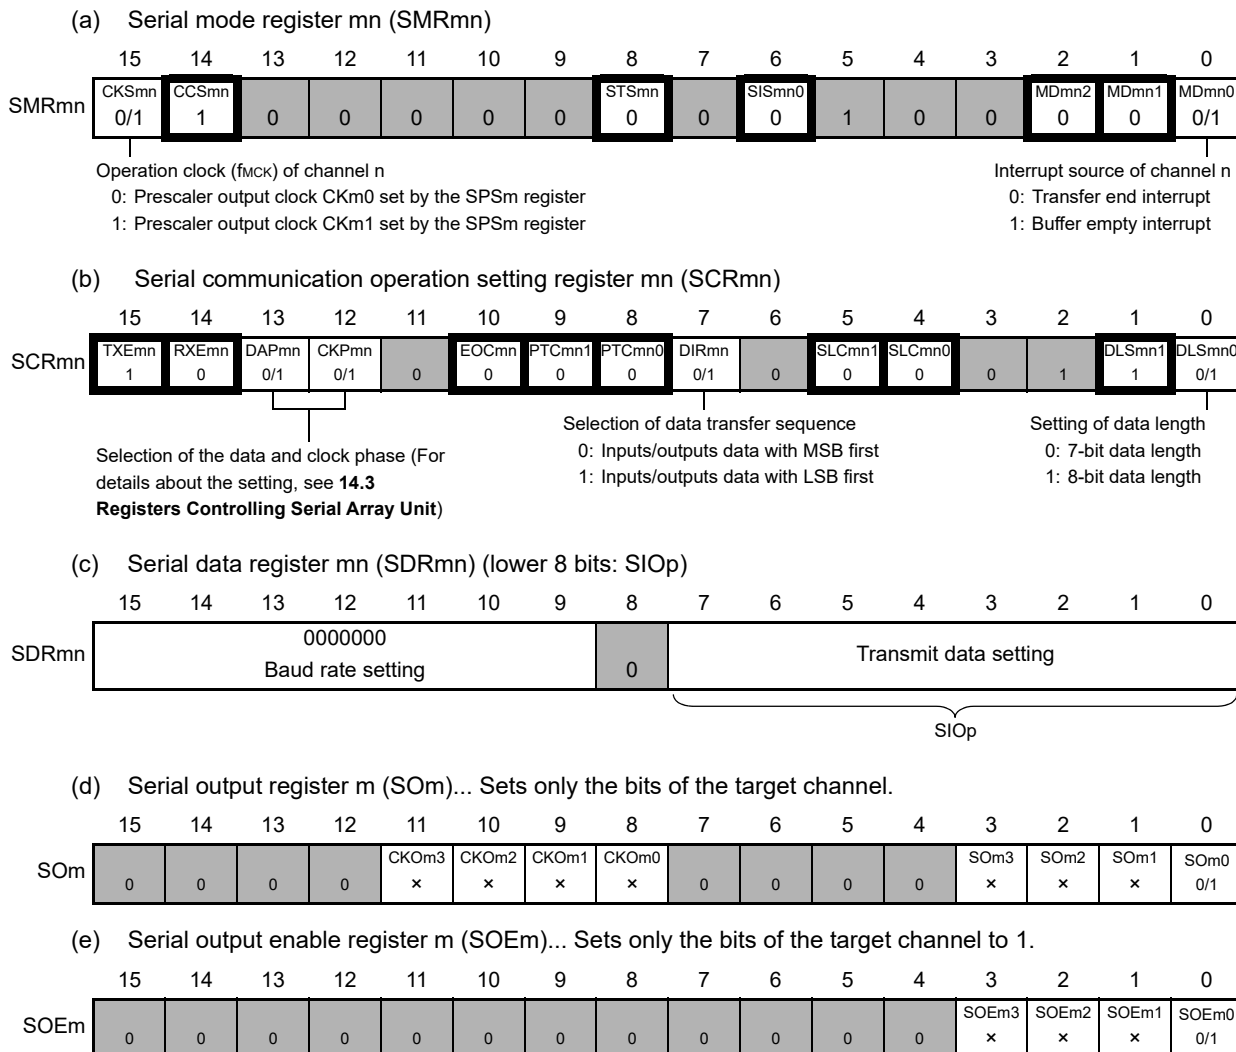 (a) Serial mode register mn (SMRmn)
15 14 13 12 11 10 9 8 7 6 5 4 3 2 1 0
SMRmn CKSmn CCSmn STSmn SISmn0 MDmn2 MDmn1 MDmn0
0/1 1 0 0 0 0 0 0 0 0 1 0 0 0 0 0/1
Operation clock (fMCK) of channel n
0: Prescaler output clock CKm0 set by the SPSm register
1: Prescaler output clock CKm1 set by the SPSm register
Interrupt source of channel n
0: Transfer end interrupt
1: Buffer empty interrupt
(b) Serial communication operation setting register mn (SCRmn)
15 14 13 12 11 10 9 8 7 6 5 4 3 2 1 0
SCRmn TXEmn RXEmn DAPmn CKPmn EOCmn PTCmn1 PTCmn0 DIRmn SLCmn1 SLCmn0 DLSmn1 DLSmn0
1 0 0/1 0/1 0 0 0 0 0/1 0 0 0 0 1 1 0/1
Selection of the data and clock phase (For
details about the setting, see 14.3
Registers Controlling Serial Array Unit)
Selection of data transfer sequence
0: Inputs/outputs data with MSB first
1: Inputs/outputs data with LSB first
Setting of data length
0: 7-bit data length
1: 8-bit data length
(c) Serial data register mn (SDRmn) (lower 8 bits: SIOp)
15 14 13 12 11 10 9 8 7 6 5 4 3 2 1 0
SDRmn
0000000
Baud rate setting
0
Transmit data setting
SIOp
(d) Serial output register m (SOm)... Sets only the bits of the target channel.
15 14 13 12 11 10 9 8 7 6 5 4 3 2 1 0
SOm CKOm3 CKOm2 CKOm1 CKOm0 SOm3 SOm2 SOm1 SOm0
0 0 0 0 × × × × 0 0 0 0 × × × 0/1
(e) Serial output enable register m (SOEm)... Sets only the bits of the target channel to 1.
15 14 13 12 11 10 9 8 7 6 5 4 3 2 1 0
SOEm SOEm3 SOEm2 SOEm1 SOEm0
0 0 0 0 0 0 0 0 0 0 0 0 × × × 0/1